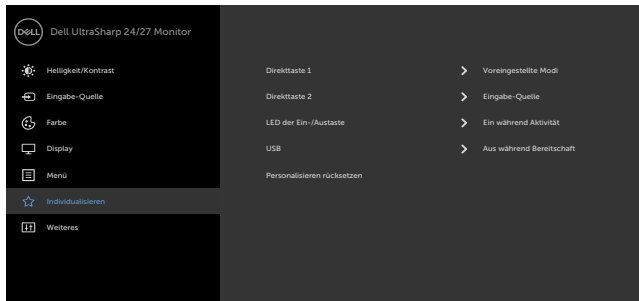 DELL Dell UltraSharp 24/27 Monitor
Helligkeit/Kontrast Direkttaste 1 Voreingestellte Modi
Eingabe-Quelle Direkttaste 2 Eingabe-Quelle
Farbe LED der Ein-/Austaste Ein während Aktivität
Display USB Aus während Bereitschaft
Menü Personalisieren rücksetzen
Individualisieren
Weiteres